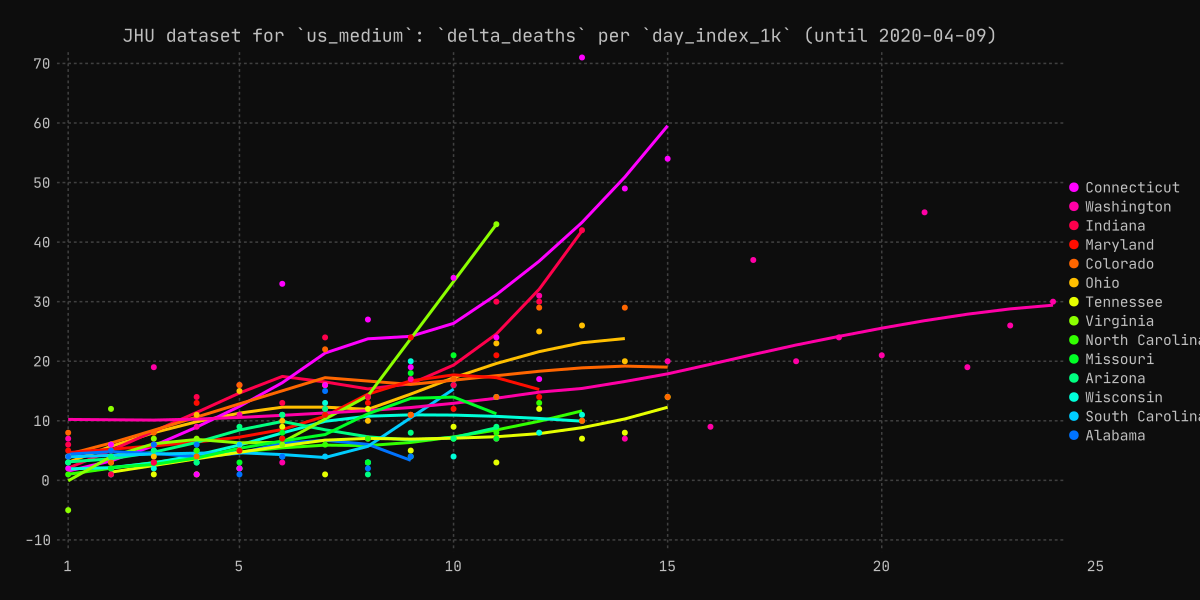 JHU dataset for `us_medium`: `delta_deaths` per `day_index_1k` (until 2020-04-09)
70
60
50
40
30
20
10
0
−10
1 5 10 15 20 25
Connecticut
Washington
Indiana
Maryland
Colorado
Ohio
Tennessee
Virginia
North Carolina
Missouri
Arizona
Wisconsin
South Carolina
Alabama